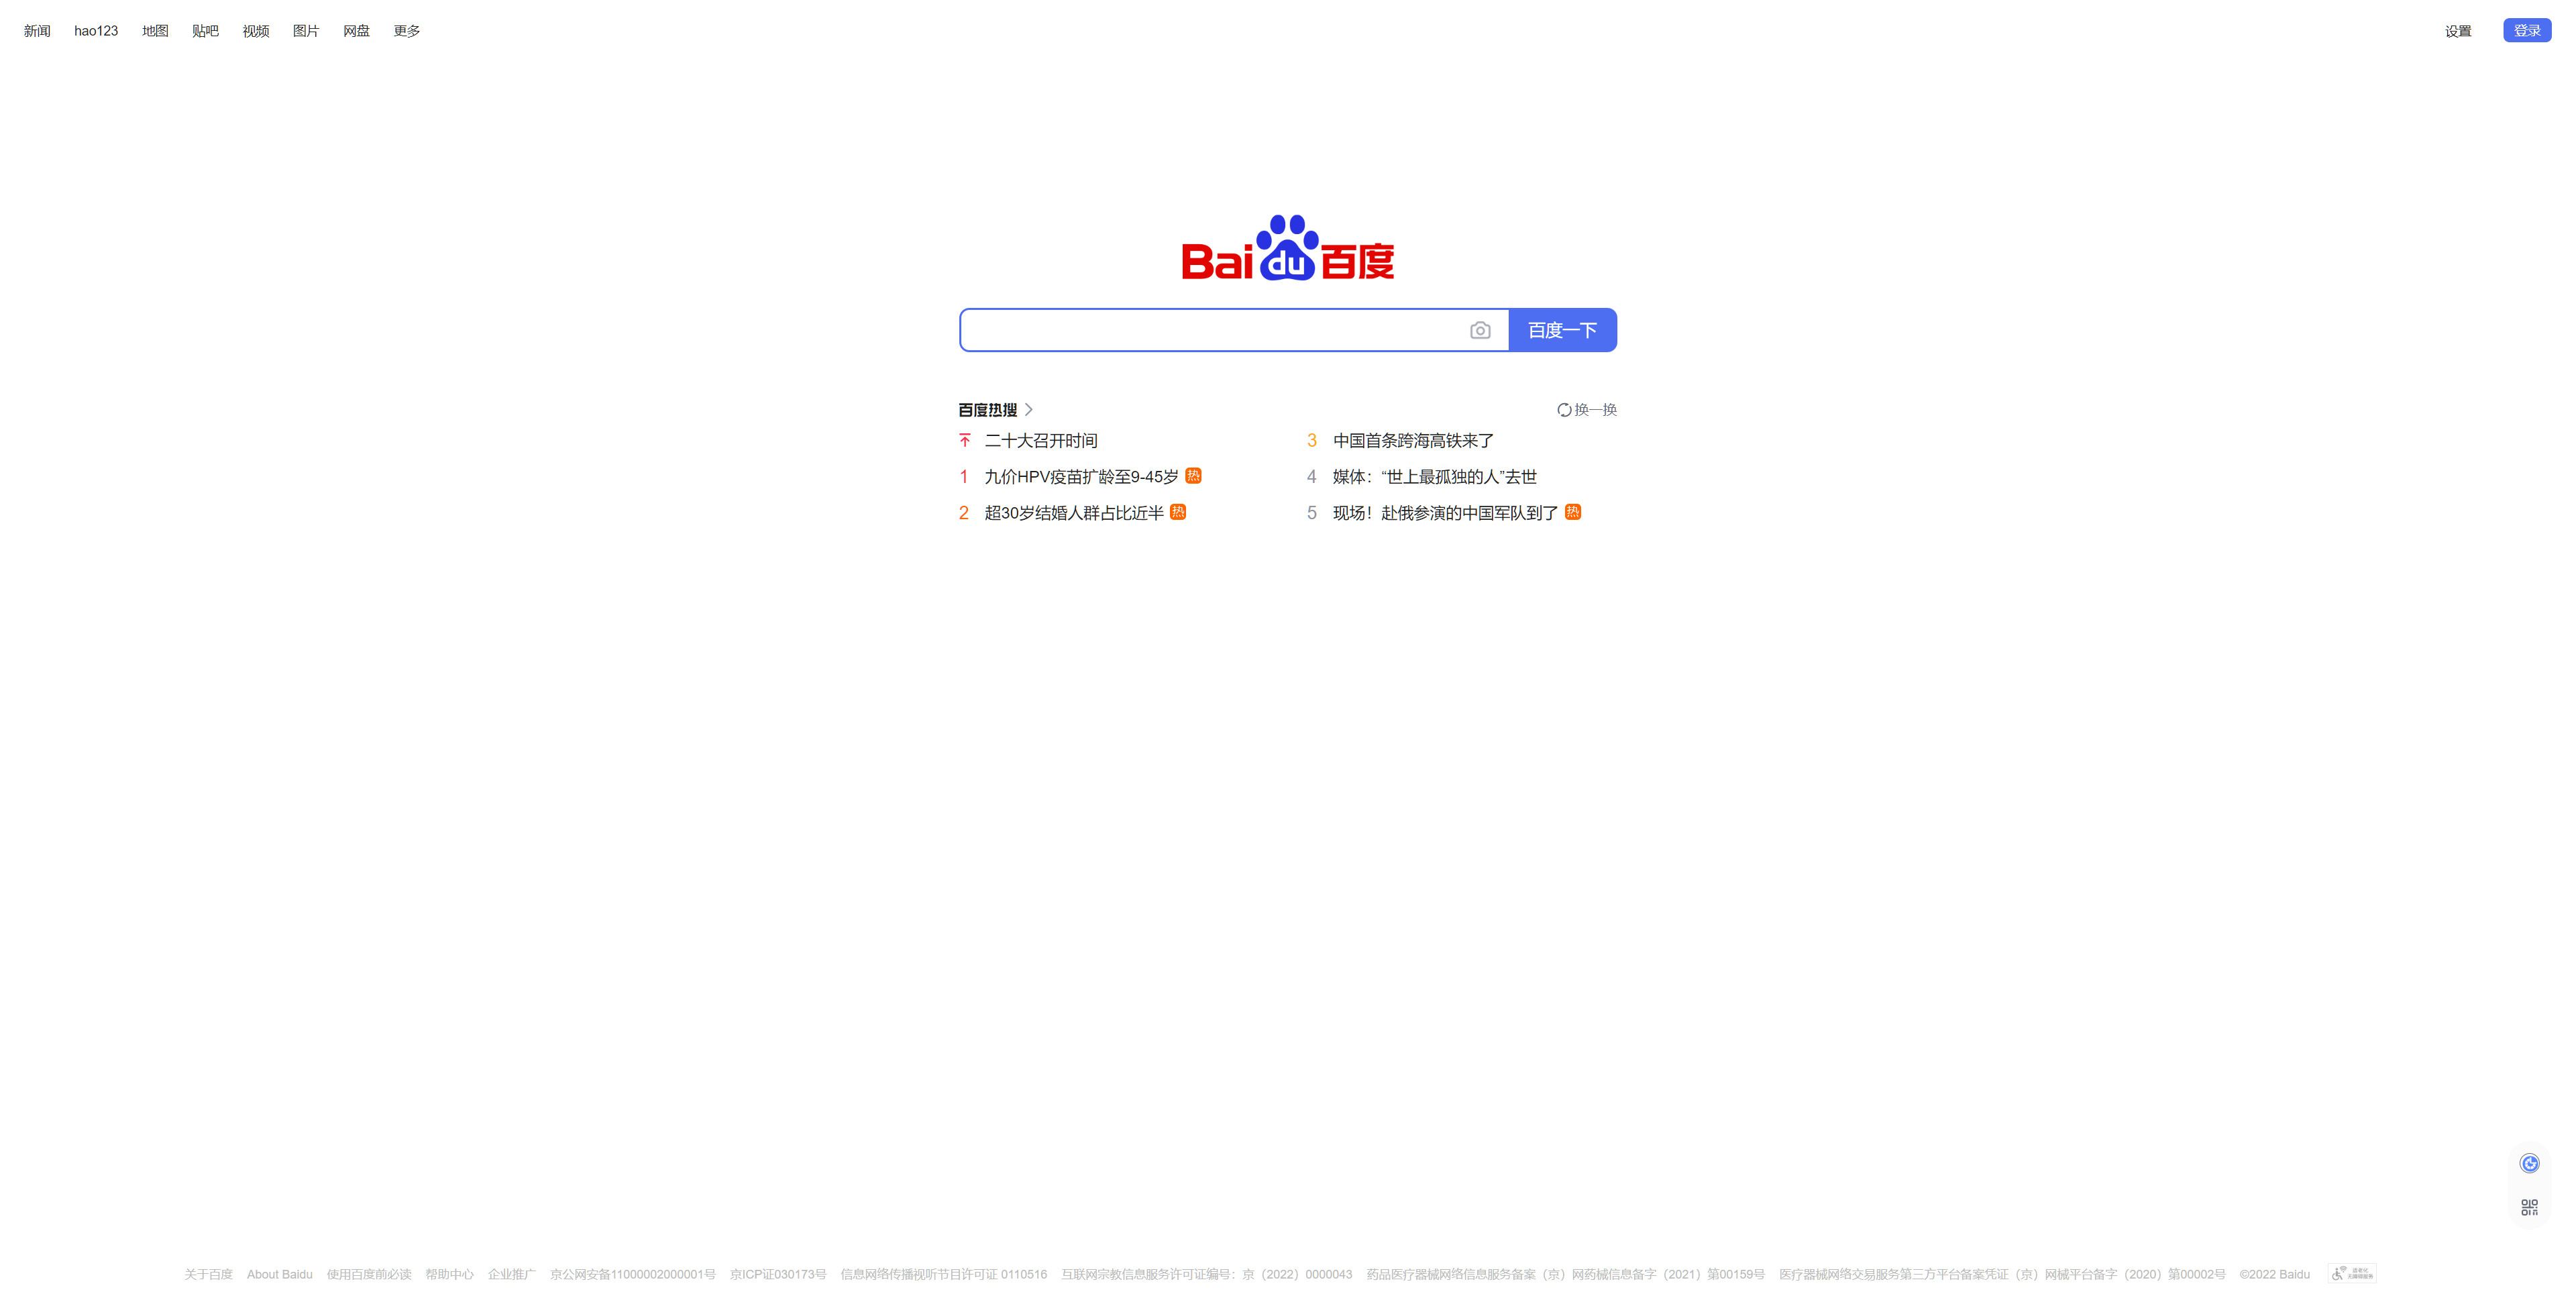 新闻 hao123 地图 贴吧 视频 图片 网盘 更多 设置 登录
Bai du 百度
百度一下
百度热搜 换一换
二十大召开时间
1 九价HPV疫苗扩龄至9-45岁 热
2 超30岁结婚人群占比近半 热
3 中国首条跨海高铁来了
4 媒体：“世上最孤独的人”去世
5 现场！赴俄参演的中国军队到了 热
关于百度 About Baidu 使用百度前必读 帮助中心 企业推广 京公网安备11000002000001号 京ICP证030173号 信息网络传播视听节目许可证 0110516 互联网宗教信息服务许可证编号：京（2022）0000043 药品医疗器械网络信息服务备案（京）网药械信息备字（2021）第00159号 医疗器械网络交易服务第三方平台备案凭证（京）网械平台备字（2020）第00002号 ©2022 Baidu